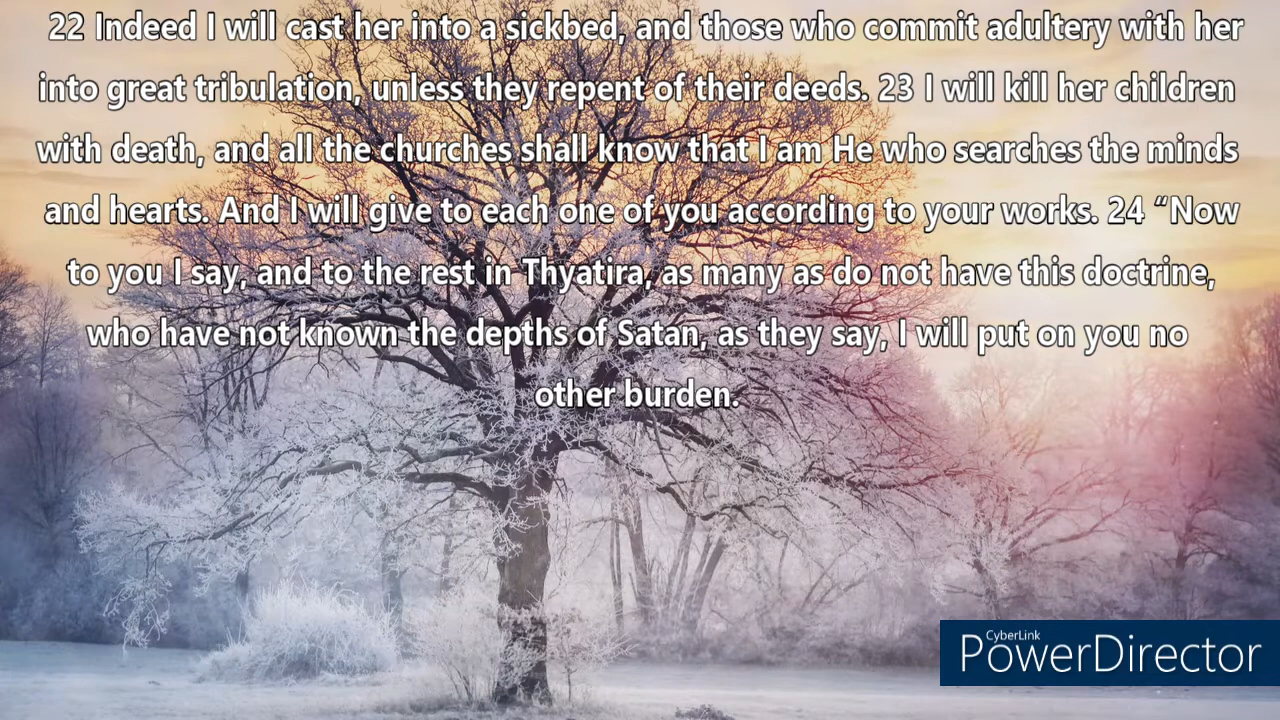 22 Indeed I will cast her into a sickbed, and those who commit adultery with her
into great tribulation, unless they repent of their deeds. 23 I will kill her children
with death, and all the churches shall know that I am He who searches the minds
and hearts. And I will give to each one of you according to your works. 24 “Now
to you I say, and to the rest in Thyatira, as many as do not have this doctrine,
who have not known the depths of Satan, as they say, I will put on you no
other burden.
CyberLink
PowerDirector